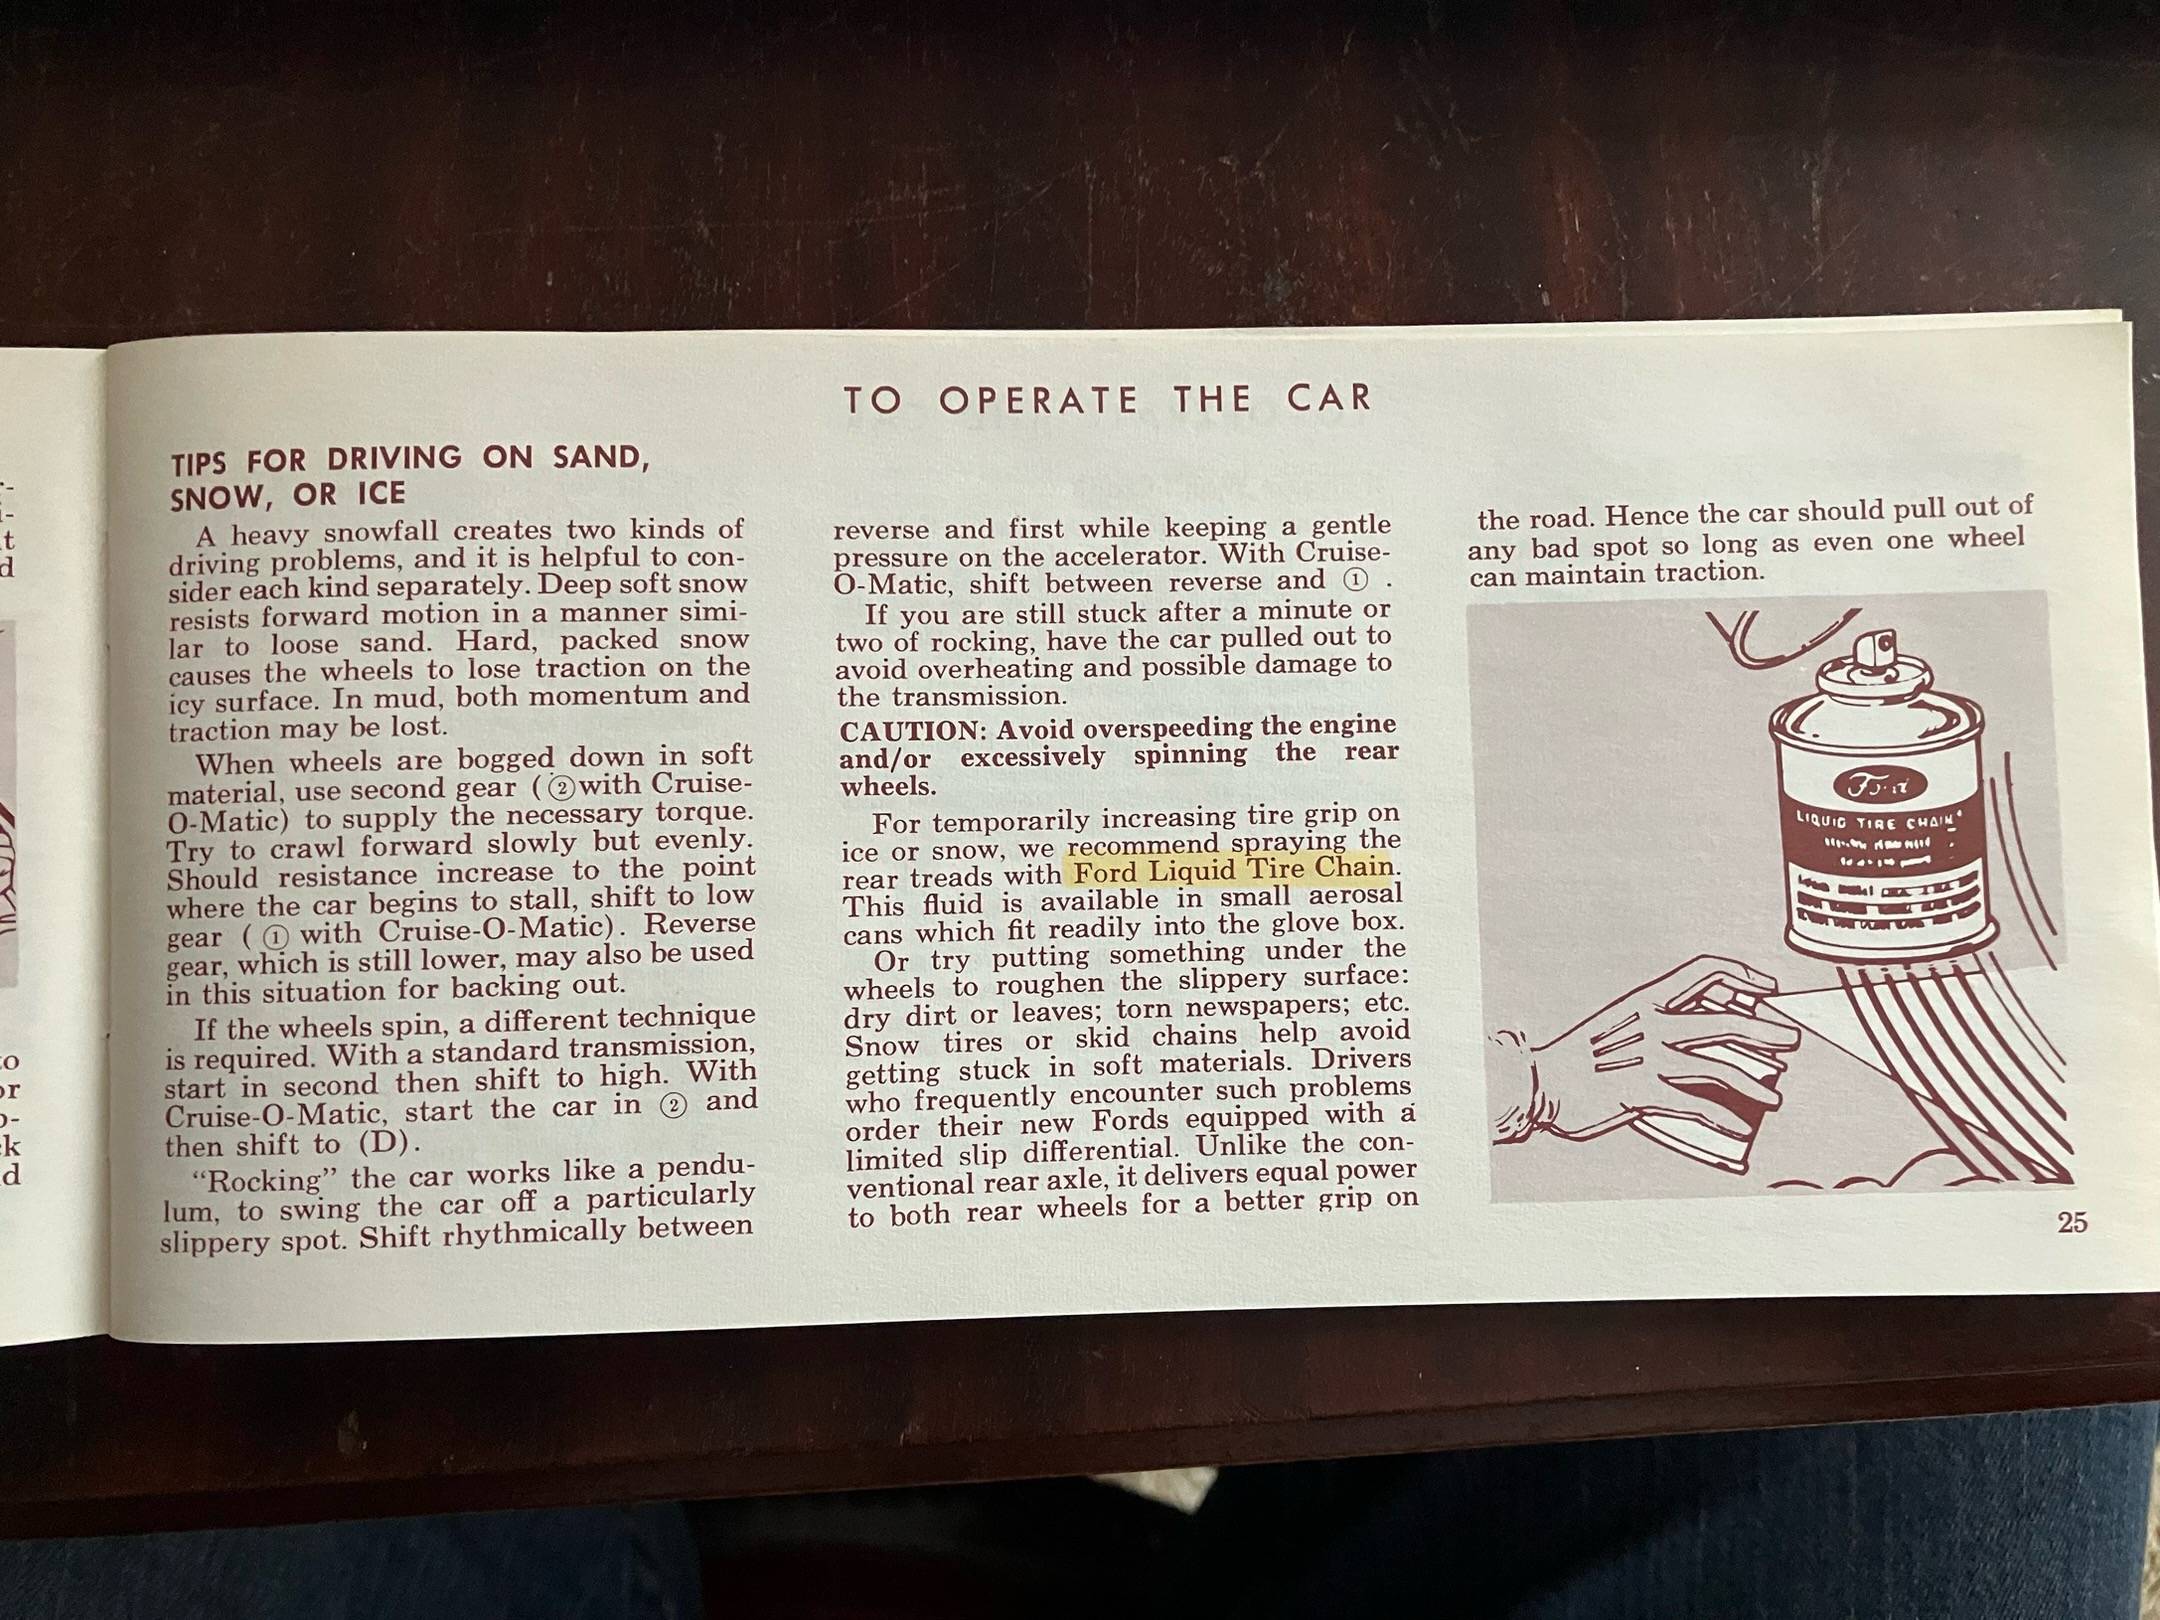 TO OPERATE THE CAR
TIPS FOR DRIVING ON SAND,
SNOW, OR ICE
A heavy snowfall creates two kinds of
driving problems, and it is helpful to con-
sider each kind separately. Deep soft snow
resists forward motion in a manner simi-
lar to loose sand. Hard, packed snow
causes the wheels to lose traction on the
icy surface. In mud, both momentum and
traction may be lost.
When wheels are bogged down in soft
material, use second gear (② with Cruise-
O-Matic) to supply the necessary torque.
Try to crawl forward slowly but evenly.
Should resistance increase to the point
where the car begins to stall, shift to low
gear (① with Cruise-O-Matic). Reverse
gear, which is still lower, may also be used
in this situation for backing out.
If the wheels spin, a different technique
is required. With a standard transmission,
start in second then shift to high. With
Cruise-O-Matic, start the car in ② and
then shift to (D).
"Rocking" the car works like a pendu-
lum, to swing the car off a particularly
slippery spot. Shift rhythmically between
reverse and first while keeping a gentle
pressure on the accelerator. With Cruise-
O-Matic, shift between reverse and ①.
If you are still stuck after a minute or
two of rocking, have the car pulled out to
avoid overheating and possible damage to
the transmission.
CAUTION: Avoid overspeeding the engine
and/or excessively spinning the rear
wheels.
For temporarily increasing tire grip on
ice or snow, we recommend spraying the
rear treads with Ford Liquid Tire Chain.
This fluid is available in small aerosal
cans which fit readily into the glove box.
Or try putting something under the
wheels to roughen the slippery surface:
dry dirt or leaves; torn newspapers; etc.
Snow tires or skid chains help avoid
getting stuck in soft materials. Drivers
who frequently encounter such problems
order their new Fords equipped with a
limited slip differential. Unlike the con-
ventional rear axle, it delivers equal power
to both rear wheels for a better grip on
the road. Hence the car should pull out of
any bad spot so long as even one wheel
can maintain traction.
Ford
LIQUID TIRE CHAIN
25